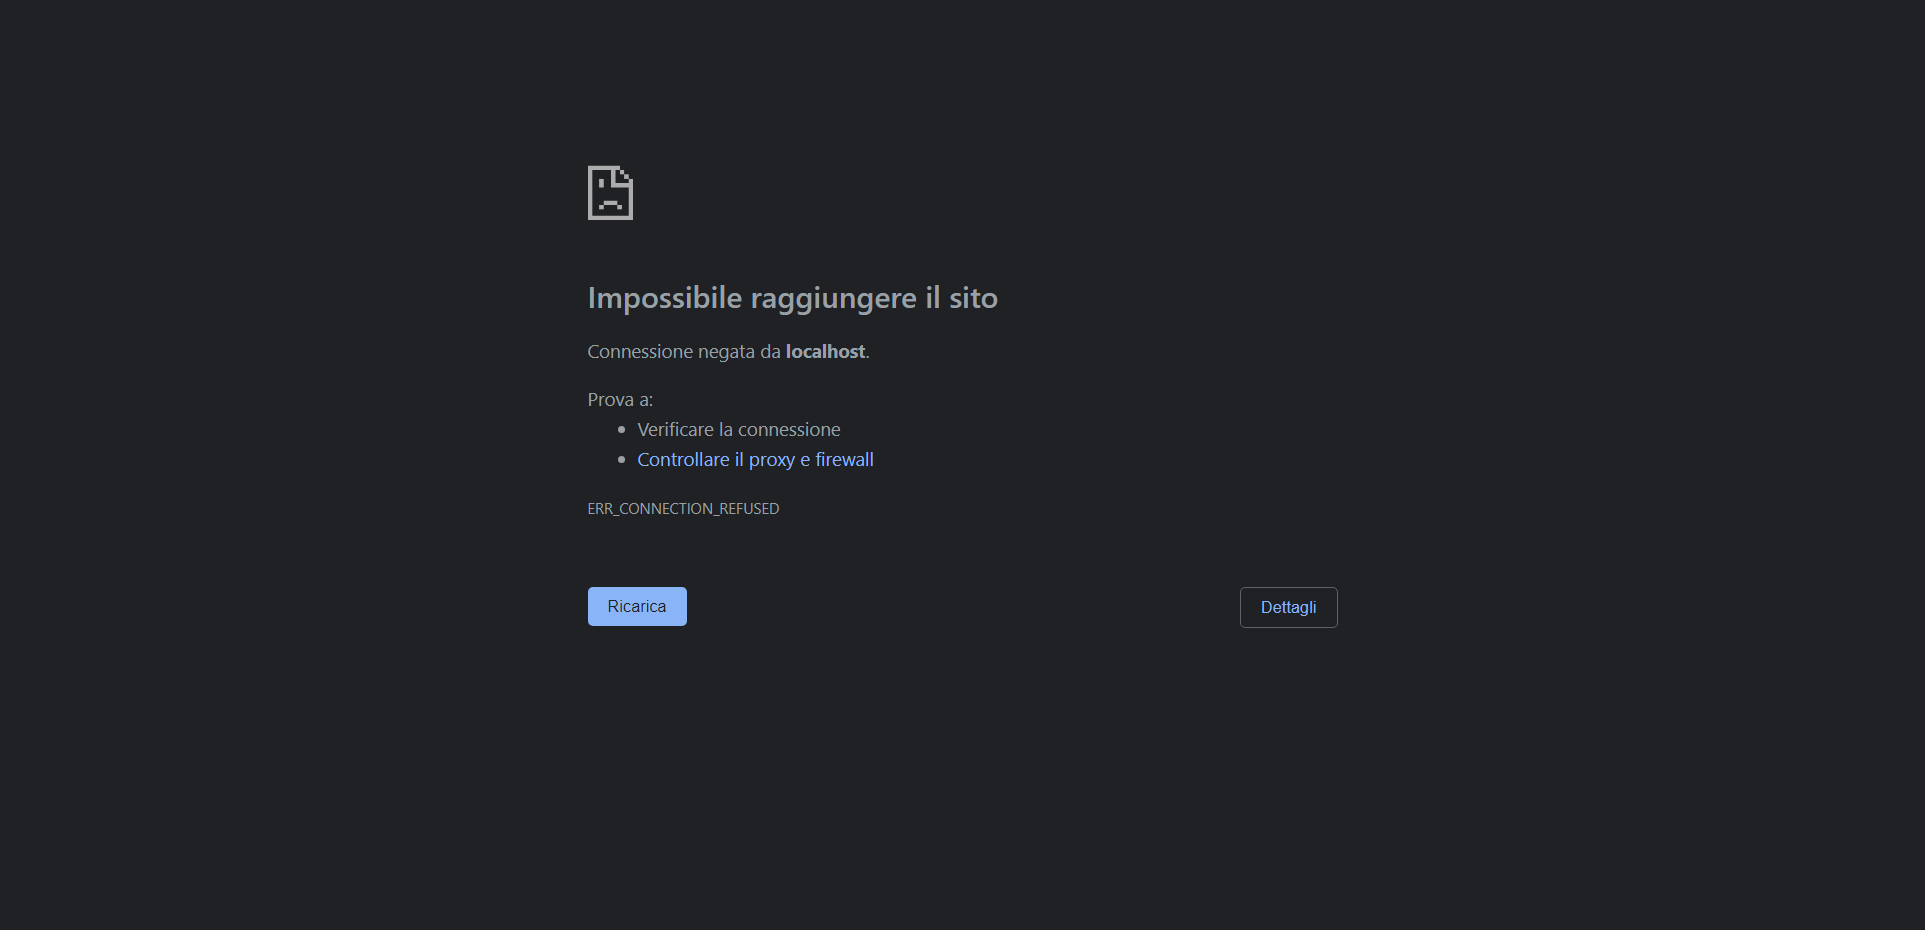 Impossibile raggiungere il sito
Connessione negata da localhost.
Prova a:
Verificare la connessione
Controllare il proxy e firewall
ERR_CONNECTION_REFUSED
Ricarica
Dettagli